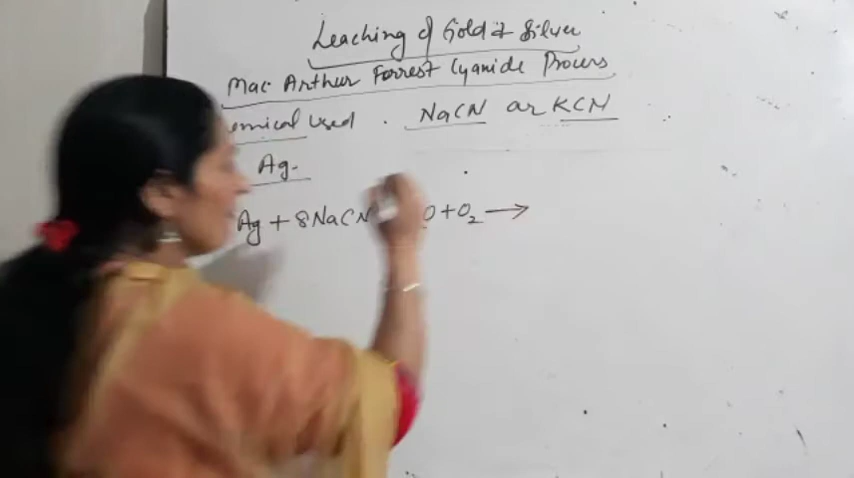 Leaching of Gold & Silver
Mac Arthur Forrest Cyanide Process
emical used . NaCN or KCN
Ag.
Ag + 8NaCN O + O₂ →